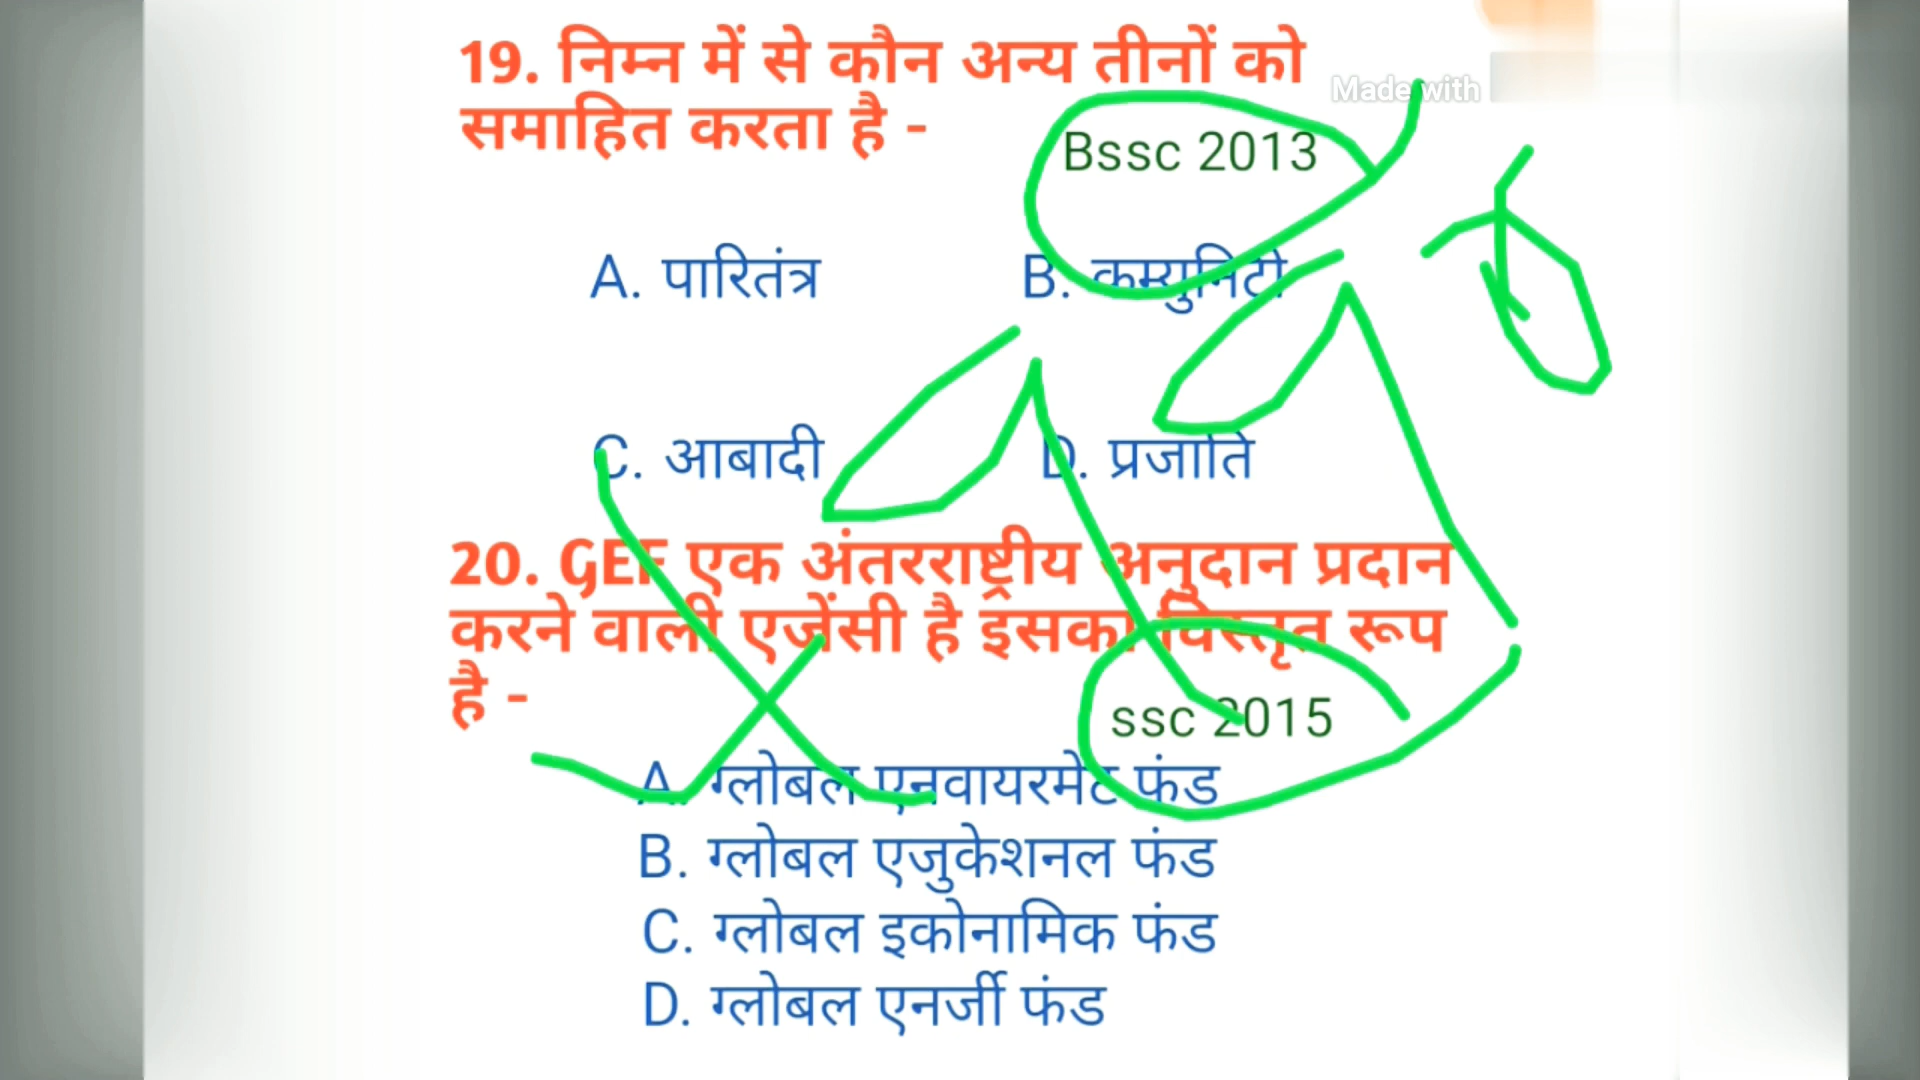 19. निम्न में से कौन अन्य तीनों को
Made with
समाहित करता है -
Bssc 2013
A. पारितंत्र B. कम्युनिटी
C. आबादी D. प्रजाति
20. GEF एक अंतरराष्ट्रीय अनुदान प्रदान
करने वाली एजेंसी है इसका विस्तृत रूप
है -
ssc 2015
A. ग्लोबल एनवायरमेंट फंड
B. ग्लोबल एजुकेशनल फंड
C. ग्लोबल इकोनामिक फंड
D. ग्लोबल एनर्जी फंड